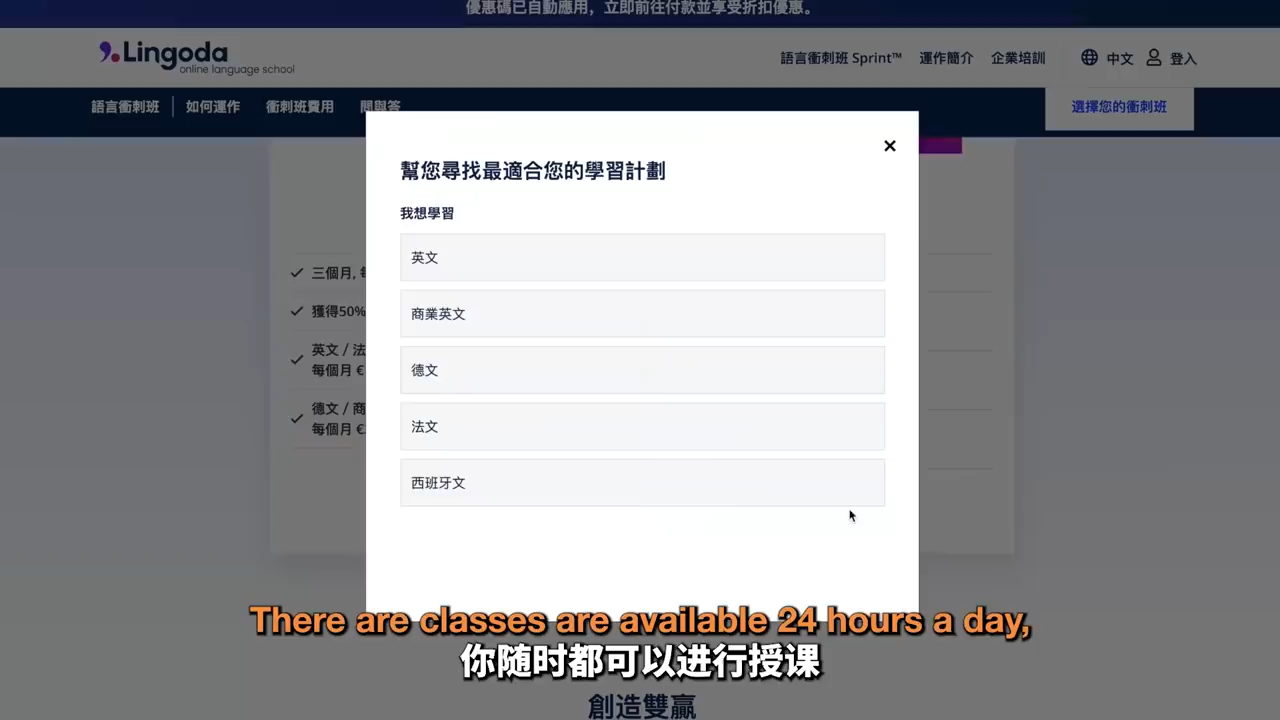 優惠碼已自動應用，立即前往付款並享受折扣優惠。
Lingoda
online language school
語言衝刺班 Sprint™ 運作簡介 企業培訓 中文 登入
語言衝刺班 如何運作 衝刺班費用 問與答
選擇您的衝刺班
幫您尋找最適合您的學習計劃
我想學習
英文
商業英文
德文
法文
西班牙文
三個月,
獲得50%
英文 / 法
每個月 €
德文 / 商
每個月 €
There are classes are available 24 hours a day,
你随时都可以进行授课
創造雙贏